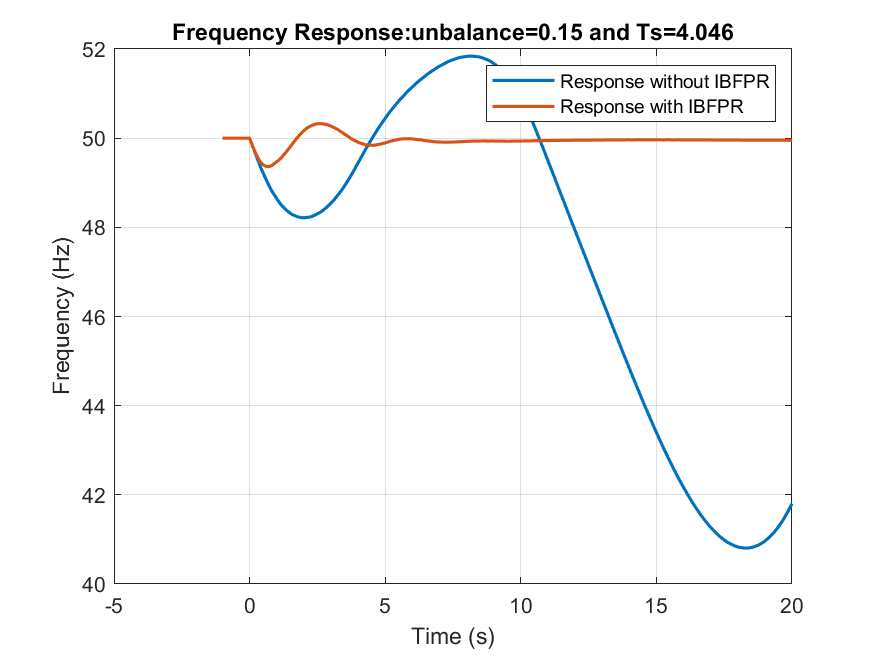 Frequency Response:unbalance=0.15 and Ts=4.046
Response without IBFPR
Response with IBFPR
Frequency (Hz)
52
50
48
46
44
42
40
-5
0
5
10
15
20
Time (s)